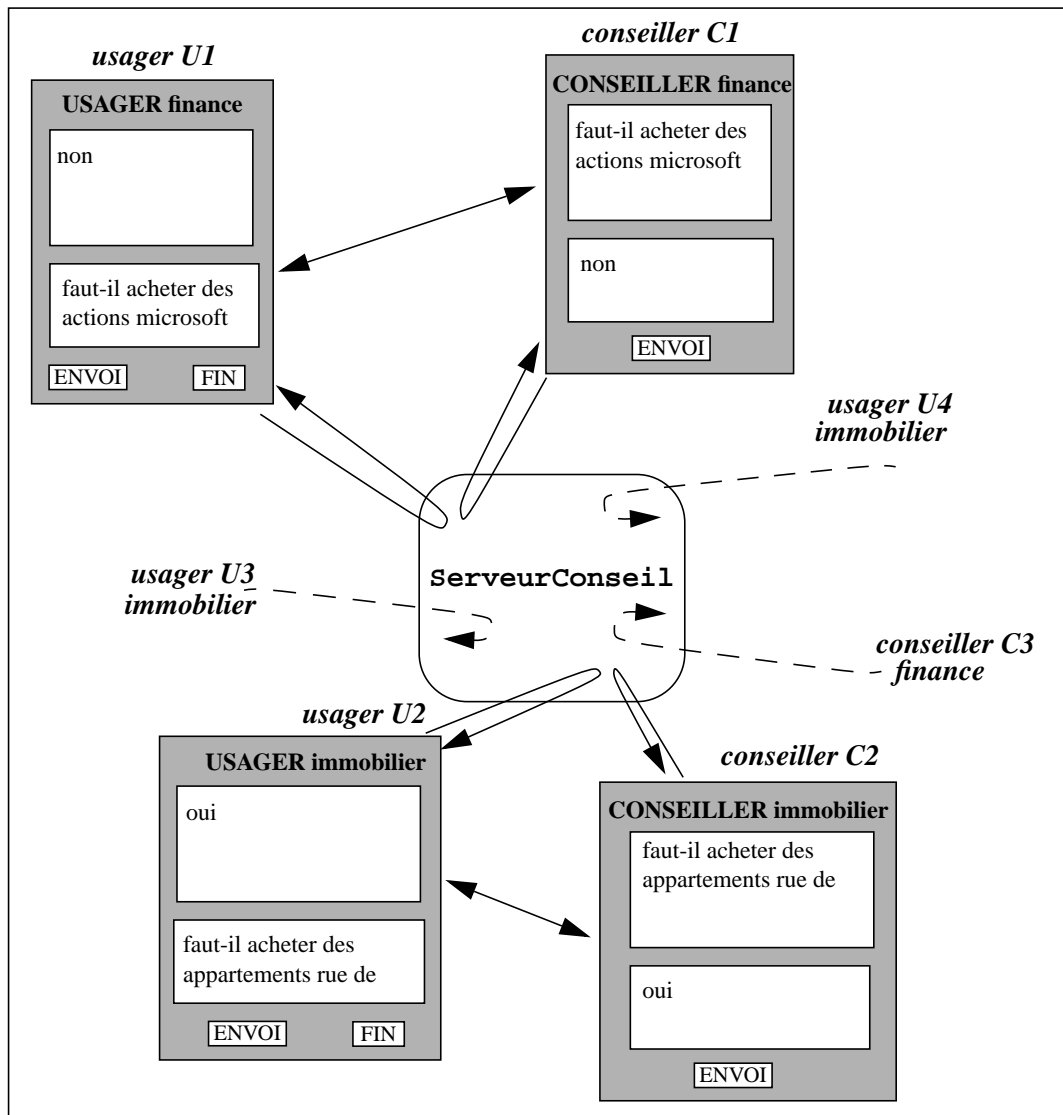 usager U1
USAGER finance
non
faut-il acheter des
actions microsoft
ENVOI
FIN
conseiller C1
CONSEILLER finance
faut-il acheter des
actions microsoft
non
ENVOI
usager U4
immobilier
ServeurConseil
usager U3
immobilier
conseiller C3
finance
usager U2
USAGER immobilier
oui
faut-il acheter des
appartements rue de
ENVOI
FIN
conseiller C2
CONSEILLER immobilier
faut-il acheter des
appartements rue de
oui
ENVOI